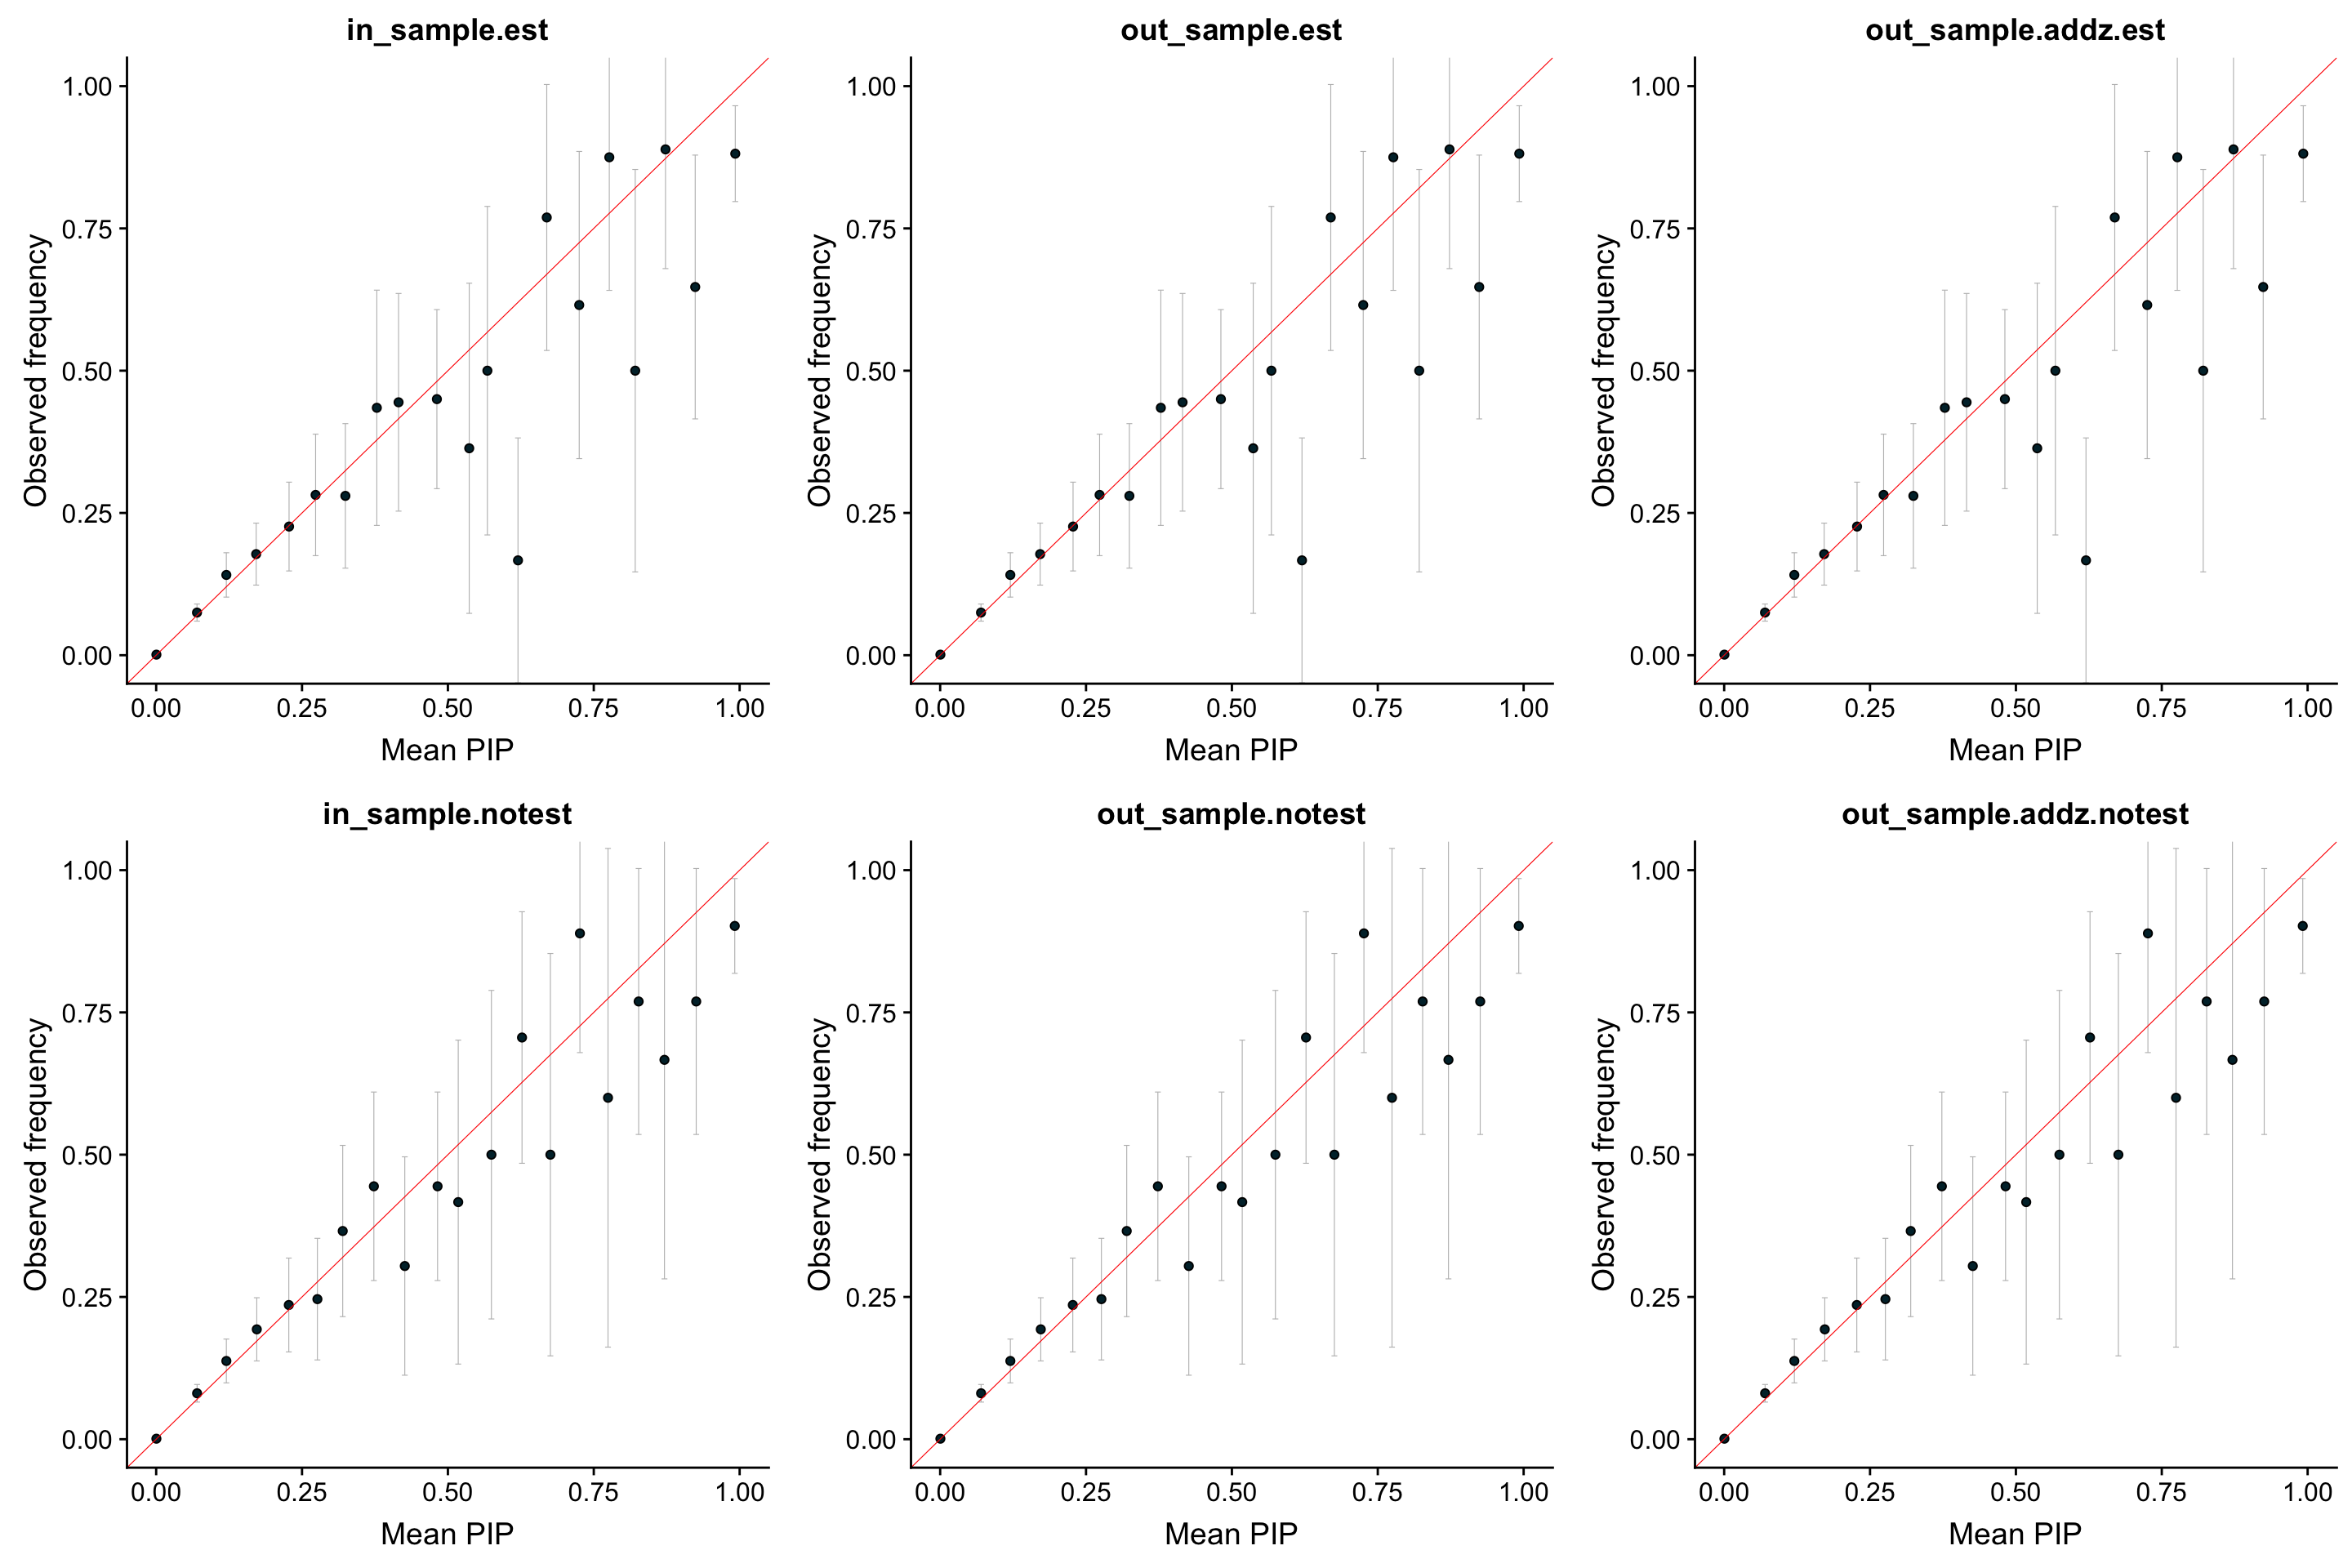 in_sample.est
out_sample.est
out_sample.addz.est
Observed frequency
1.00
0.75
0.50
0.25
0.00
0.00 0.25 0.50 0.75 1.00
Mean PIP
Observed frequency
1.00
0.75
0.50
0.25
0.00
0.00 0.25 0.50 0.75 1.00
Mean PIP
Observed frequency
1.00
0.75
0.50
0.25
0.00
0.00 0.25 0.50 0.75 1.00
Mean PIP
in_sample.notest
out_sample.notest
out_sample.addz.notest
Observed frequency
1.00
0.75
0.50
0.25
0.00
0.00 0.25 0.50 0.75 1.00
Mean PIP
Observed frequency
1.00
0.75
0.50
0.25
0.00
0.00 0.25 0.50 0.75 1.00
Mean PIP
Observed frequency
1.00
0.75
0.50
0.25
0.00
0.00 0.25 0.50 0.75 1.00
Mean PIP